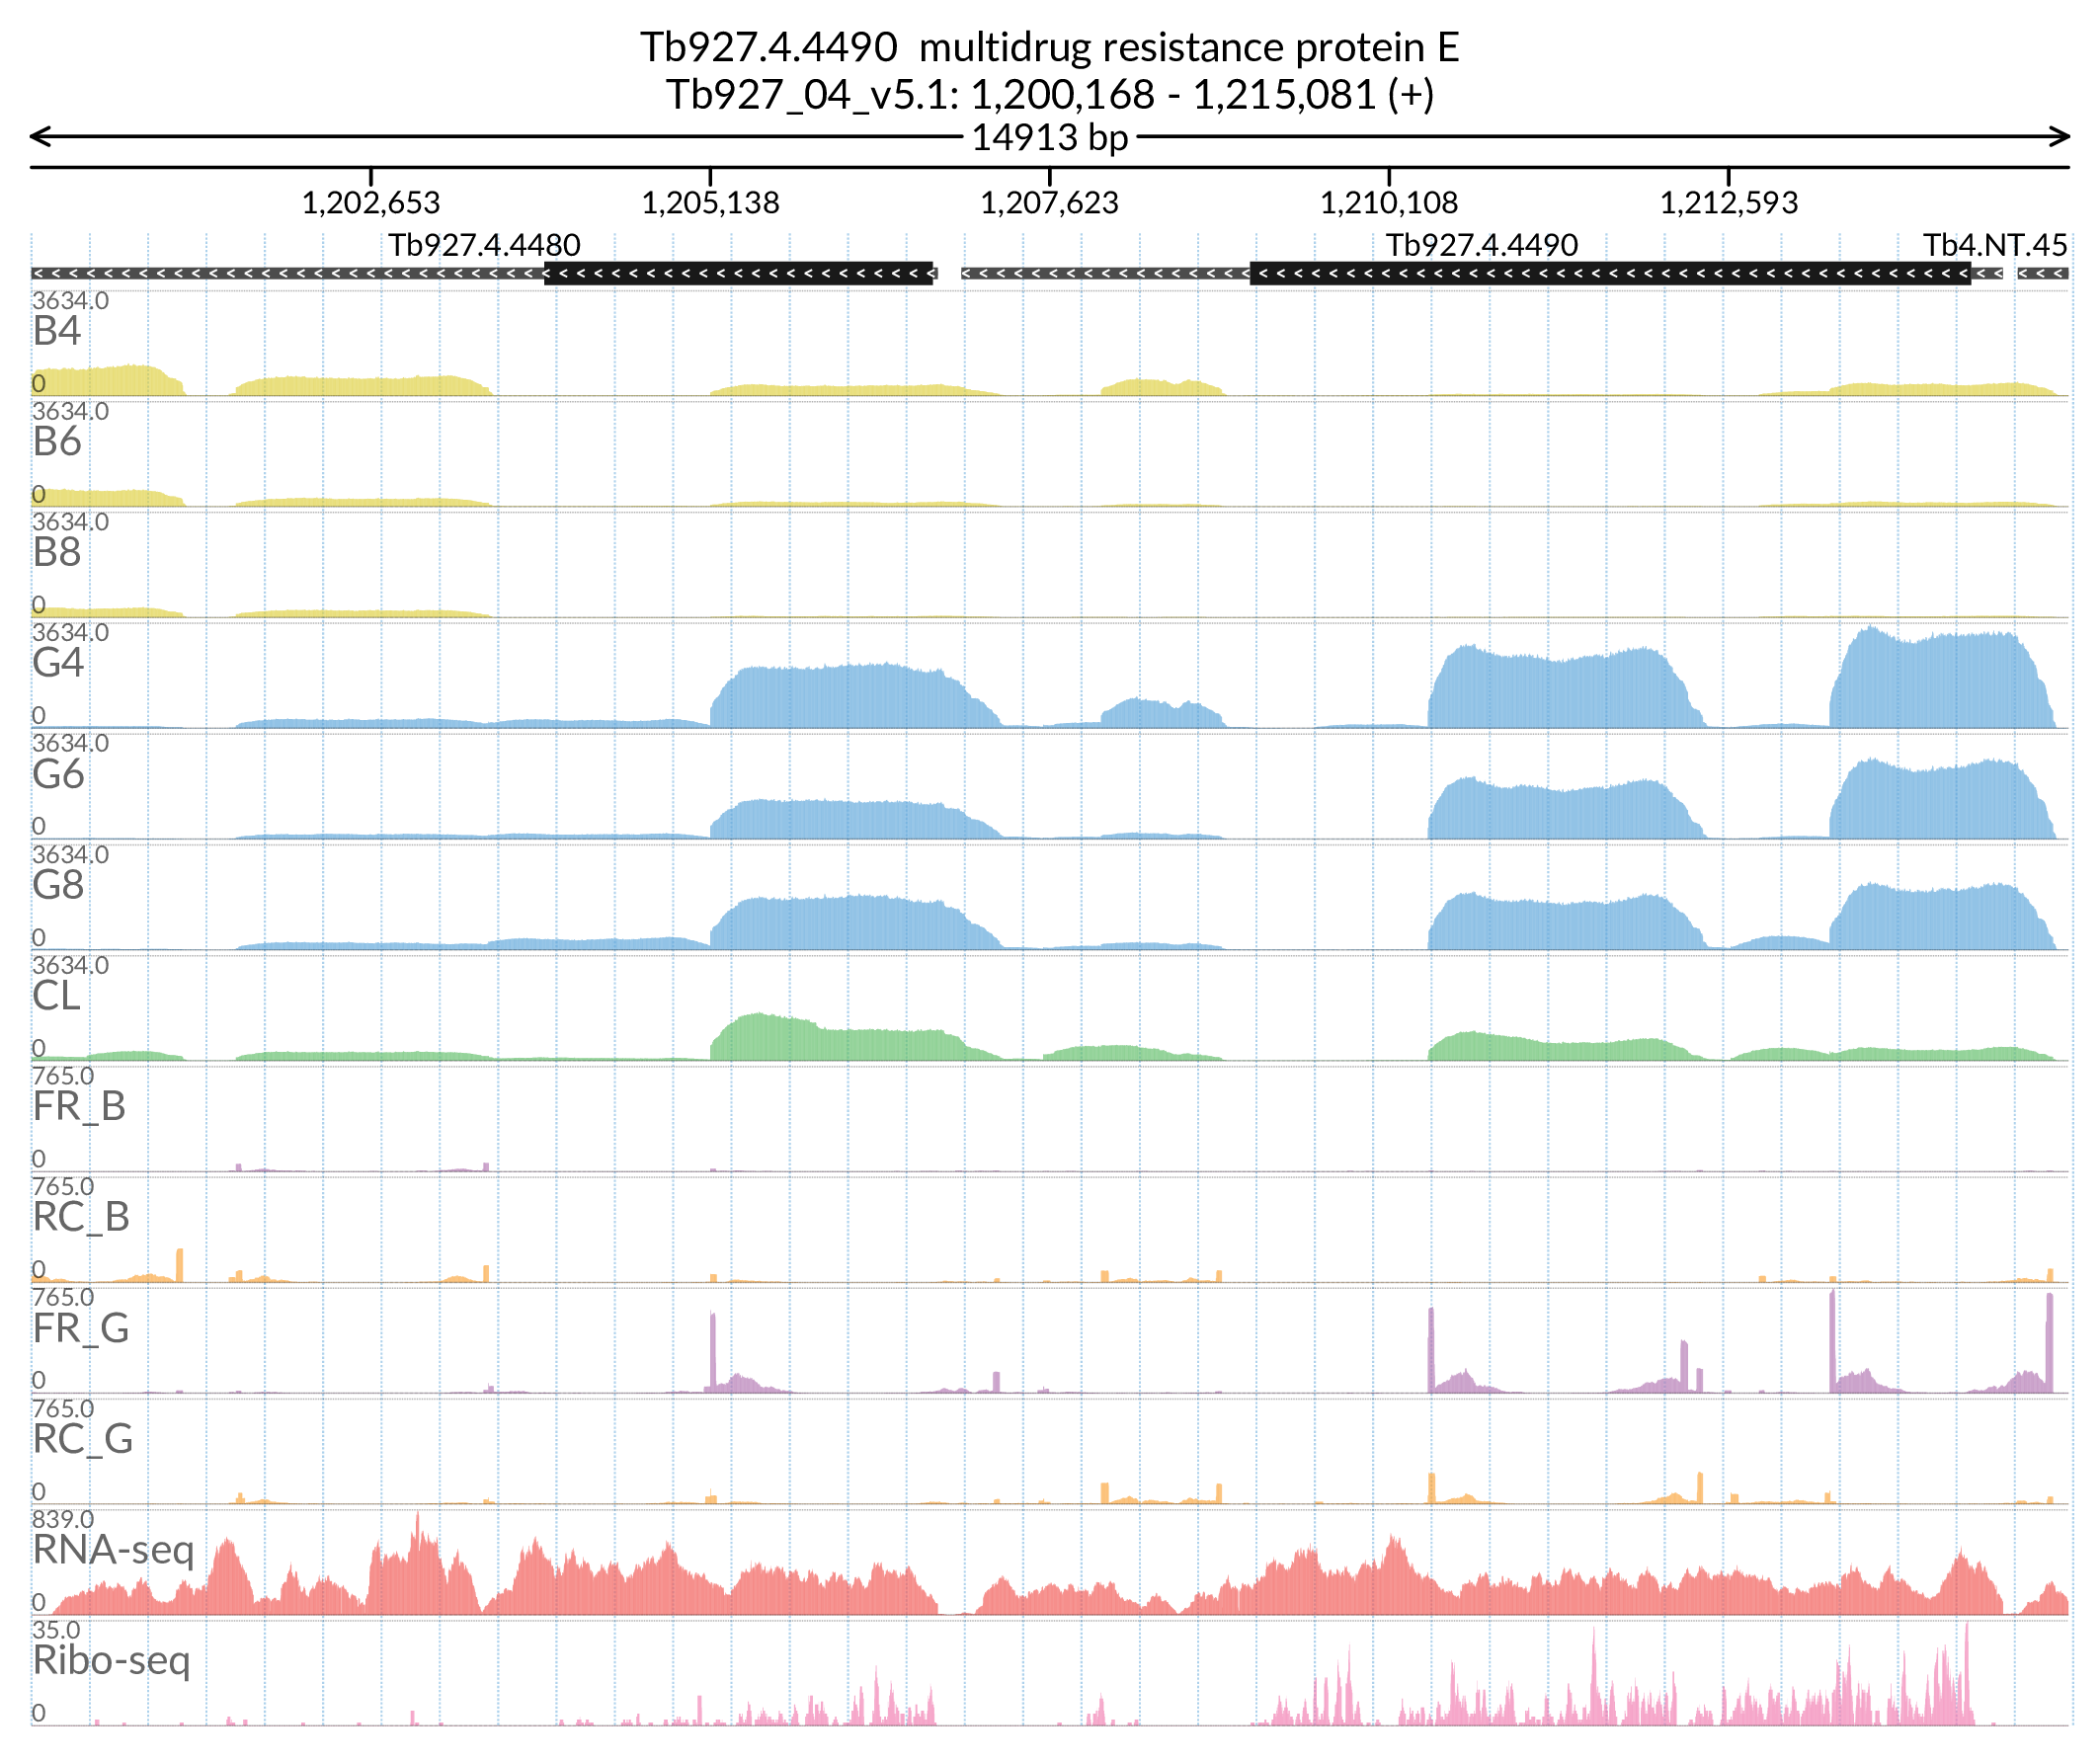 Tb927.4.4490 multidrug resistance protein E
Tb927_04_v5.1: 1,200,168 - 1,215,081 (+)
14913 bp
1,202,653 1,205,138 1,207,623 1,210,108 1,212,593
Tb927.4.4480 Tb927.4.4490 Tb4.NT.45
3634.0
B4
0
3634.0
B6
0
3634.0
B8
0
3634.0
G4
0
3634.0
G6
0
3634.0
G8
0
3634.0
CL
0
765.0
FR_B
0
765.0
RC_B
0
765.0
FR_G
0
765.0
RC_G
0
839.0
RNA-seq
0
35.0
Ribo-seq
0